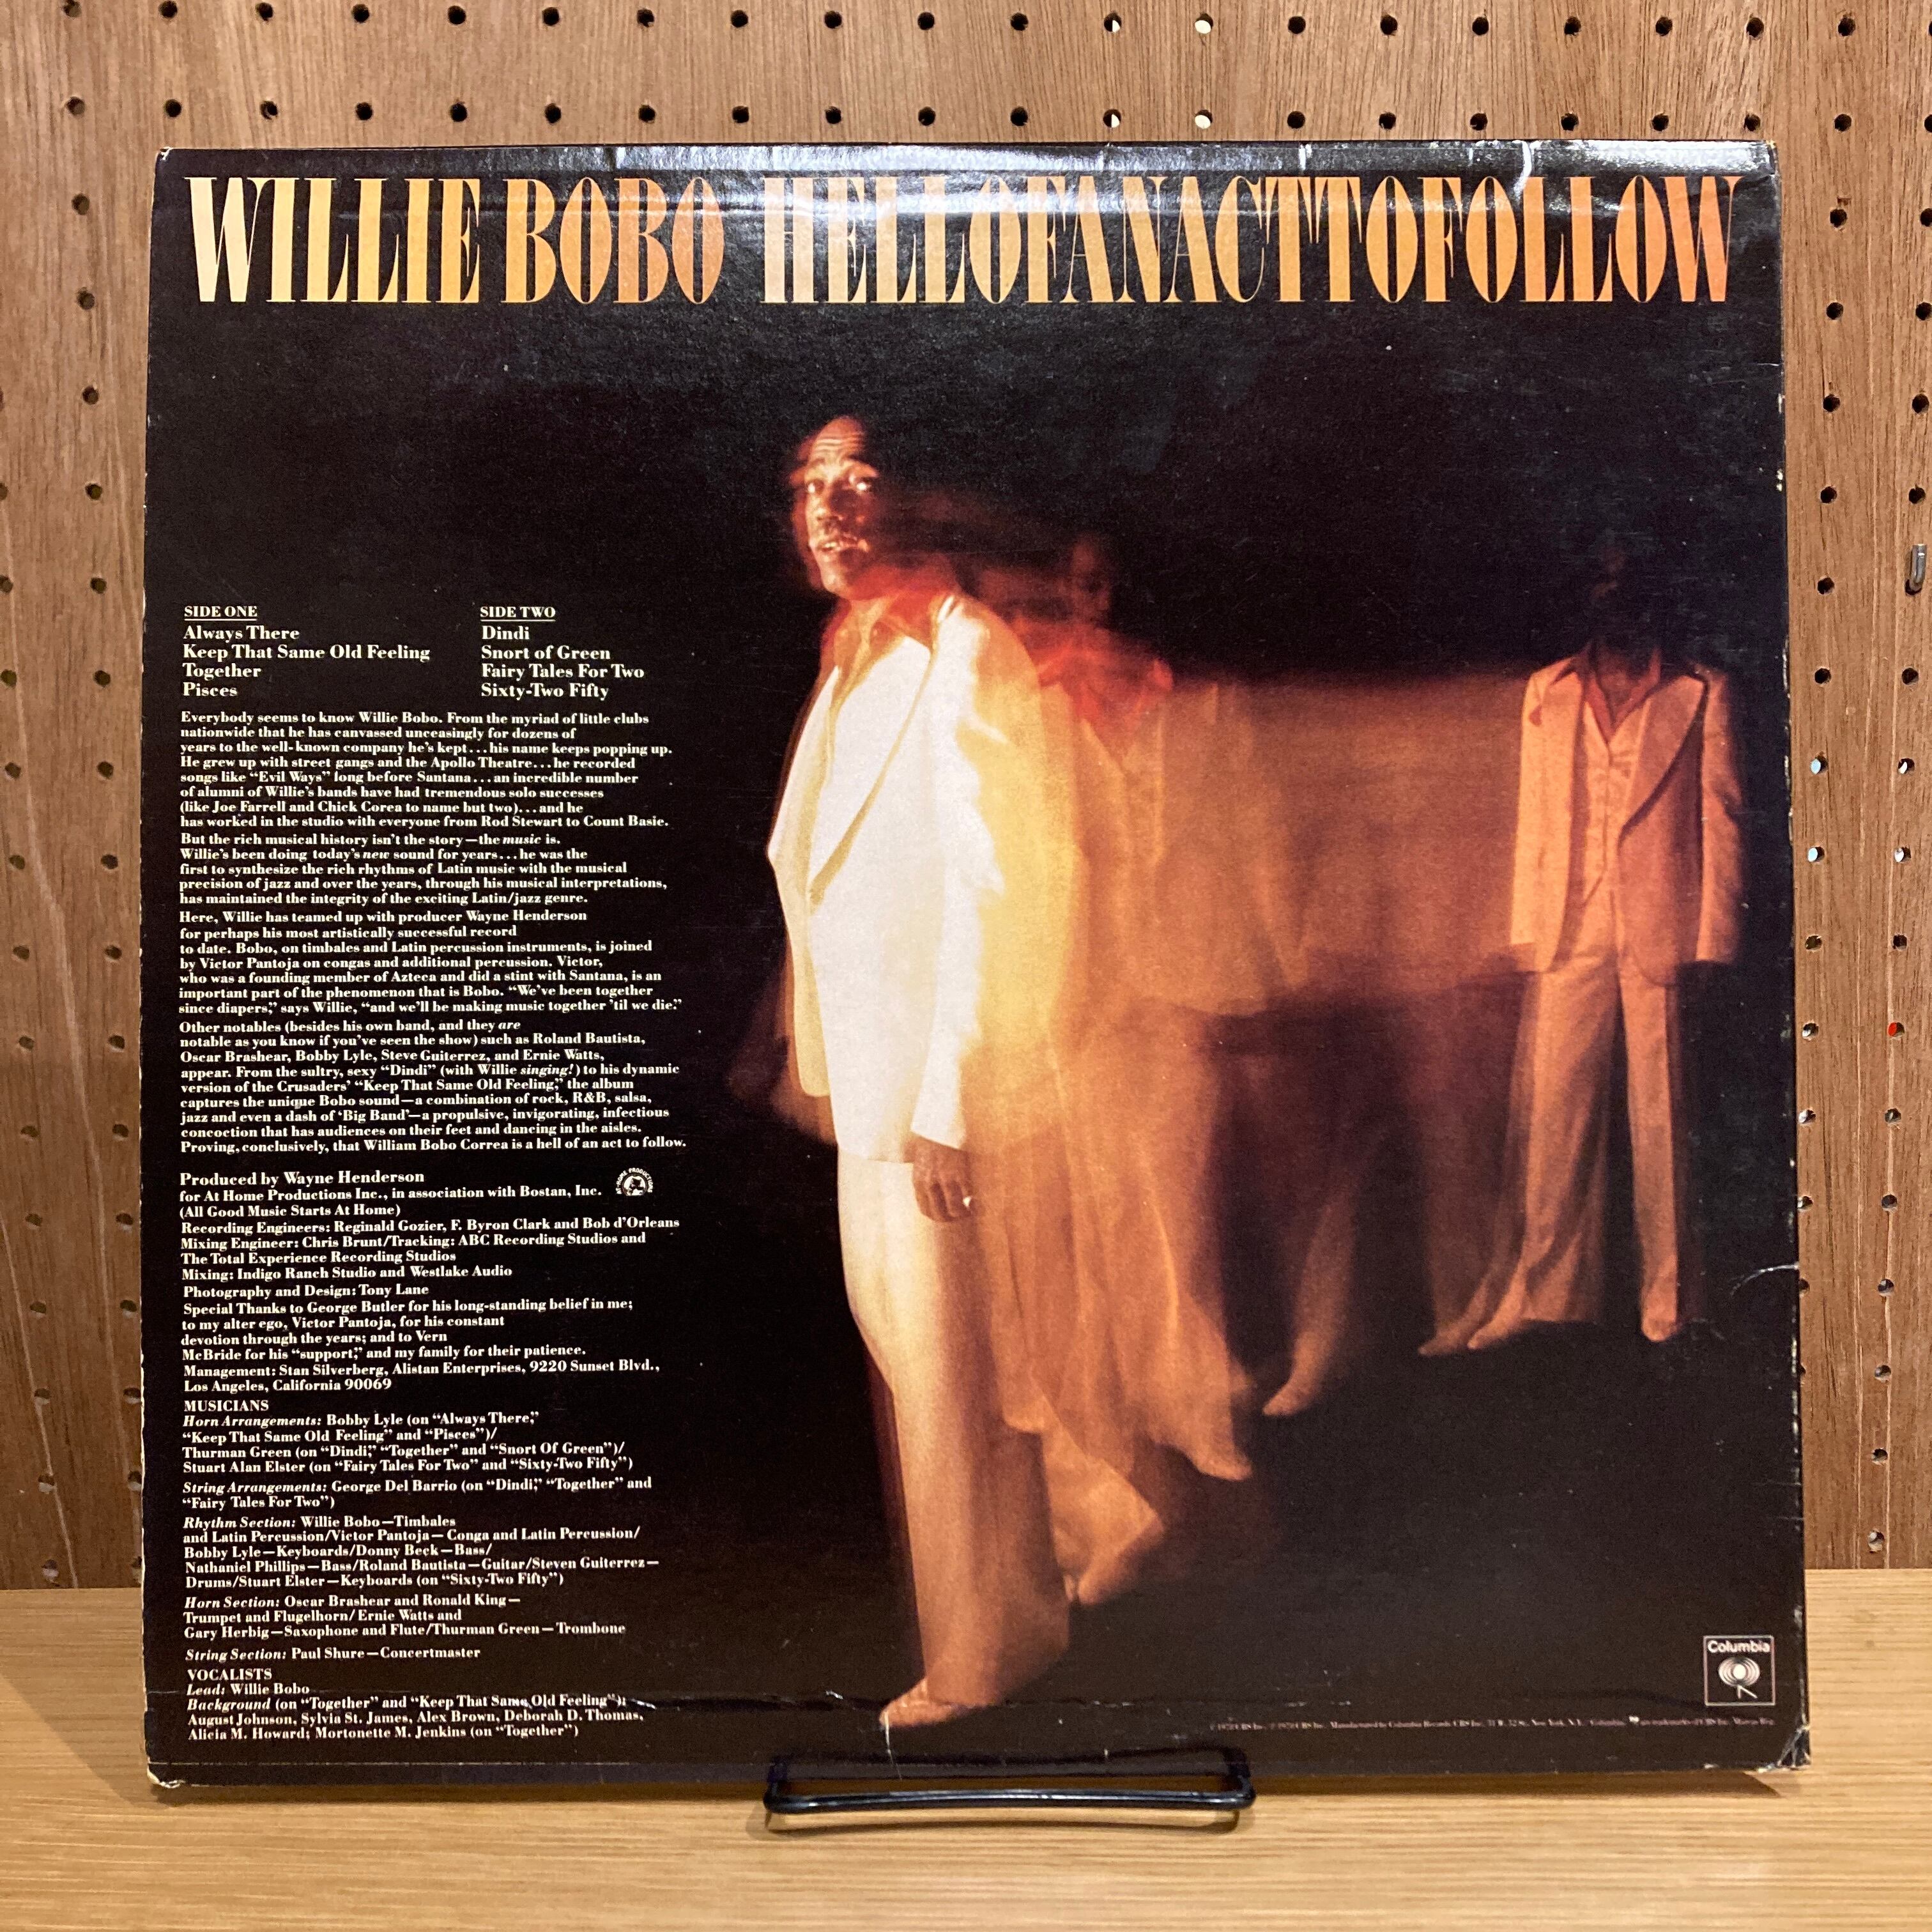 WILLIE BOBO HELLOFANACTTOFOLLOW
SIDE ONE
Always There
Keep That Same Old Feeling
Together
Pisces
SIDE TWO
Dindi
Snort of Green
Fairy Tales For Two
Sixty-Two Fifty
Everybody seems to know Willie Bobo. From the myriad of little clubs
nationwide that he has canvassed unceasingly for dozens of
years to the well-known company he's kept...his name keeps popping up.
He grew up with street gangs and the Apollo Theatre...he recorded
songs like "Evil Ways" long before Santana...an incredible number
of alumni of Willie's bands have had tremendous solo successes
(like Joe Farrell and Chick Corea to name but two)...and he
has worked in the studio with everyone from Rod Stewart to Count Basie.
But the rich musical history isn't the story—the music is.
Willie's been doing today's new sound for years...he was the
first to synthesize the rich rhythms of Latin music with the musical
precision of jazz and over the years, through his musical interpretations,
has maintained the integrity of the exciting Latin/jazz genre.
Here, Willie has teamed up with producer Wayne Henderson
for perhaps his most artistically successful record
to date. Bobo, on timbales and Latin percussion instruments, is joined
by Victor Pantoja on congas and additional percussion. Victor,
who was a founding member of Azteca and did a stint with Santana, is an
important part of the phenomenon that is Bobo. "We've been together
since diapers," says Willie, "and we'll be making music together 'til we die."
Other notables (besides his own band, and they are
notable as you know if you've seen the show) such as Roland Bautista,
Oscar Brashear, Bobby Lyle, Steve Guiterrez, and Ernie Watts,
appear. From the sultry, sexy "Dindi" (with Willie singing!) to his dynamic
version of the Crusaders' "Keep That Same Old Feeling," the album
captures the unique Bobo sound—a combination of rock, R&B, salsa,
jazz and even a dash of 'Big Band'—a propulsive, invigorating, infectious
concoction that has audiences on their feet and dancing in the aisles.
Proving, conclusively, that William Bobo Correa is a hell of an act to follow.
Produced by Wayne Henderson
for At Home Productions Inc., in association with Bostan, Inc.
(All Good Music Starts At Home)
Recording Engineers: Reginald Gozier, F. Byron Clark and Bob d'Orleans
Mixing Engineer: Chris Brunt/Tracking: ABC Recording Studios and
The Total Experience Recording Studios
Mixing: Indigo Ranch Studio and Westlake Audio
Photography and Design: Tony Lane
Special Thanks to George Butler for his long-standing belief in me;
to my alter ego, Victor Pantoja, for his constant
devotion through the years; and to Vern
McBride for his "support," and my family for their patience.
Management: Stan Silverberg, Alistan Enterprises, 9220 Sunset Blvd.,
Los Angeles, California 90069
MUSICIANS
Horn Arrangements: Bobby Lyle (on "Always There,"
"Keep That Same Old Feeling" and "Pisces")/
Thurman Green (on "Dindi," "Together" and "Snort Of Green")/
Stuart Alan Elster (on "Fairy Tales For Two" and "Sixty-Two Fifty")
String Arrangements: George Del Barrio (on "Dindi," "Together" and
"Fairy Tales For Two")
Rhythm Section: Willie Bobo—Timbales
and Latin Percussion/Victor Pantoja—Conga and Latin Percussion/
Bobby Lyle—Keyboards/Donny Beck—Bass/
Nathaniel Phillips—Bass/Roland Bautista—Guitar/Steven Guiterrez—
Drums/Stuart Elster—Keyboards (on "Sixty-Two Fifty")
Horn Section: Oscar Brashear and Ronald King—
Trumpet and Flugelhorn/Ernie Watts and
Gary Herbig—Saxophone and Flute/Thurman Green—Trombone
String Section: Paul Shure—Concertmaster
VOCALISTS
Lead: Willie Bobo
Background (on "Together" and "Keep That Same Old Feeling"):
August Johnson, Sylvia St. James, Alex Brown, Deborah D. Thomas,
Alicia M. Howard; Mortonette M. Jenkins (on "Together")
Columbia